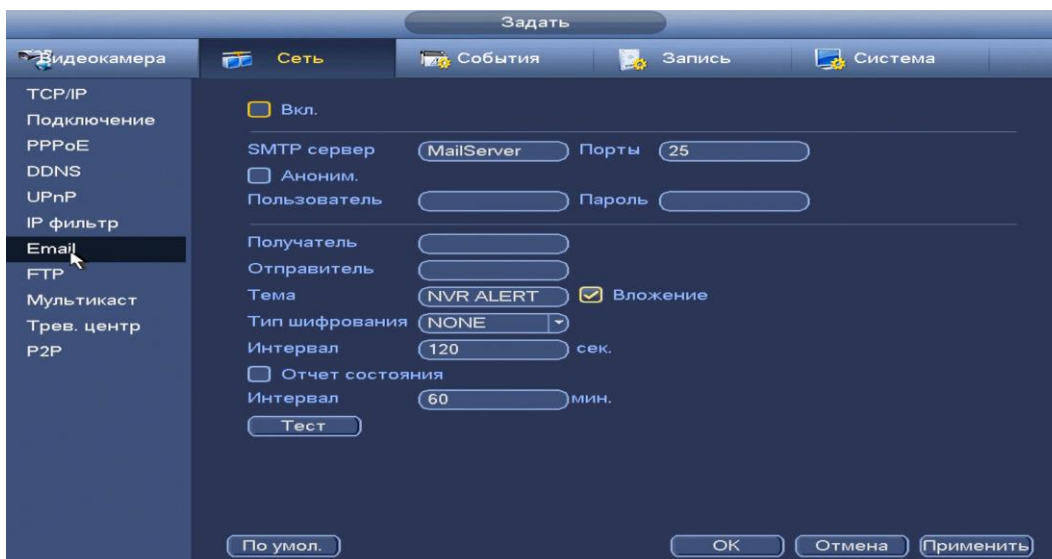 Задать
Видеокамера Сеть События Запись Система
TCP/IP
Подключение
PPPoE
DDNS
UPnP
IP фильтр
Email
FTP
Мультикаст
Трев. центр
P2P
Вкл.
SMTP сервер MailServer Порты 25
Аноним.
Пользователь Пароль
Получатель
Отправитель
Тема NVR ALERT Вложение
Тип шифрования NONE
Интервал 120 сек.
Отчет состояния
Интервал 60 мин.
Тест
По умол. OK Отмена Применить